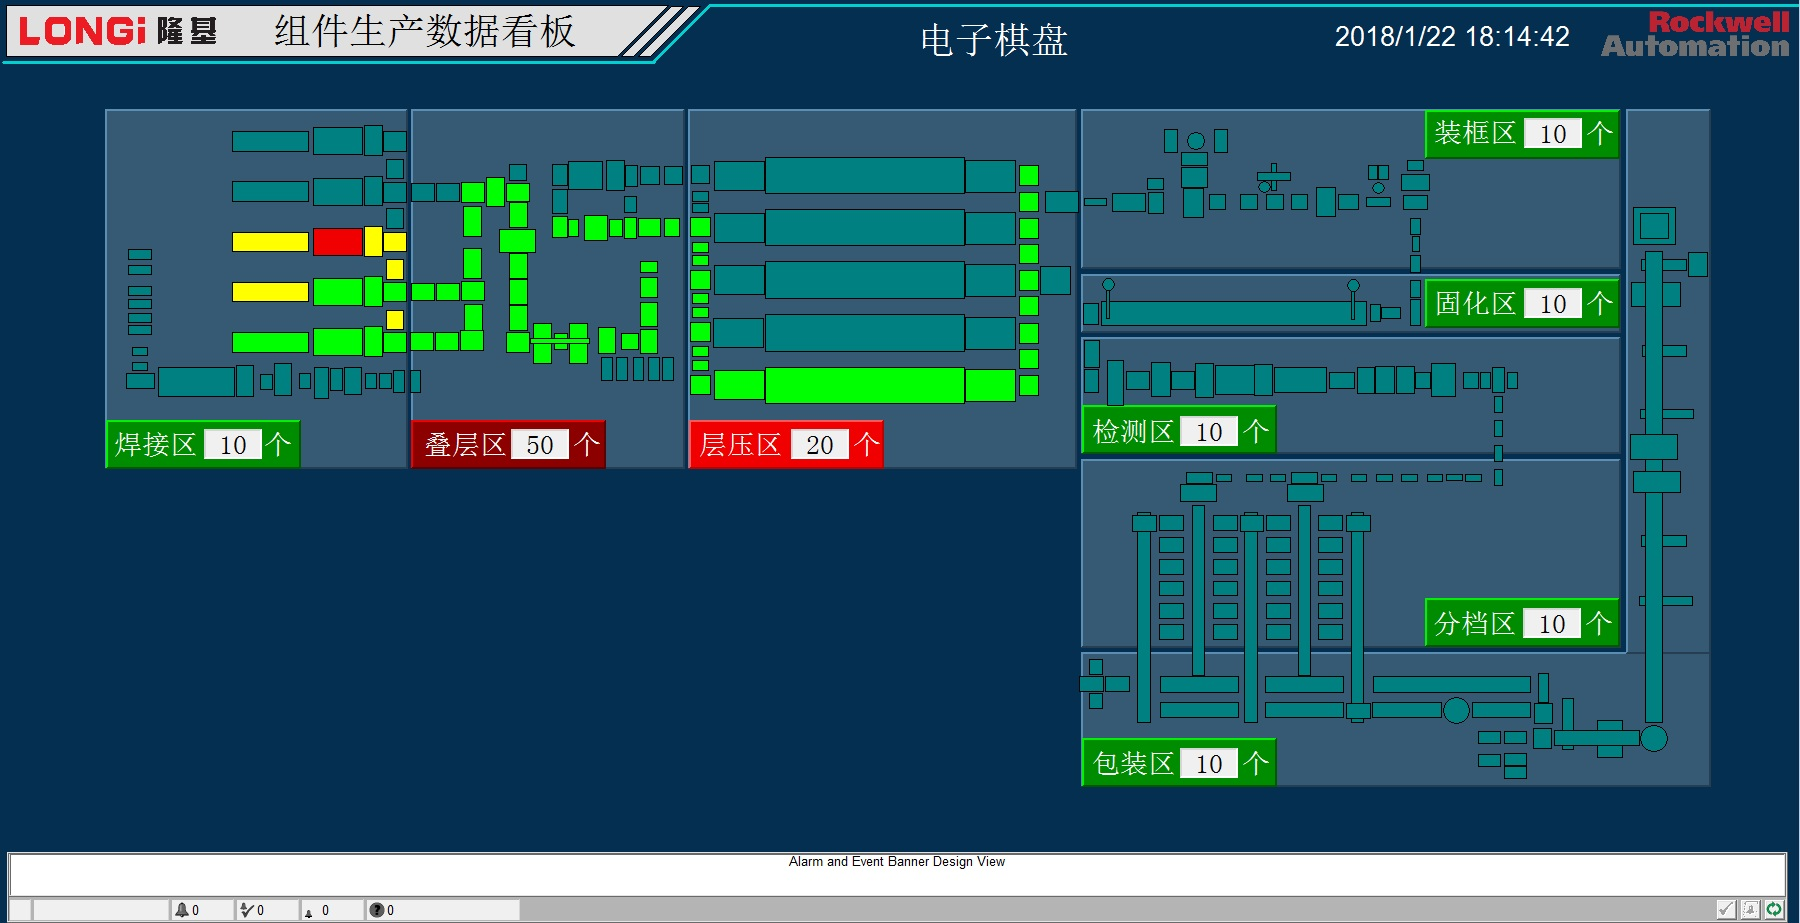 LONGi 隆基
组件生产数据看板
电子棋盘
2018/1/22 18:14:42
Rockwell
Automation
装框区 10 个
固化区 10 个
焊接区 10 个
叠层区 50 个
层压区 20 个
检测区 10 个
分档区 10 个
包装区 10 个
Alarm and Event Banner Design View
0
0
0
0